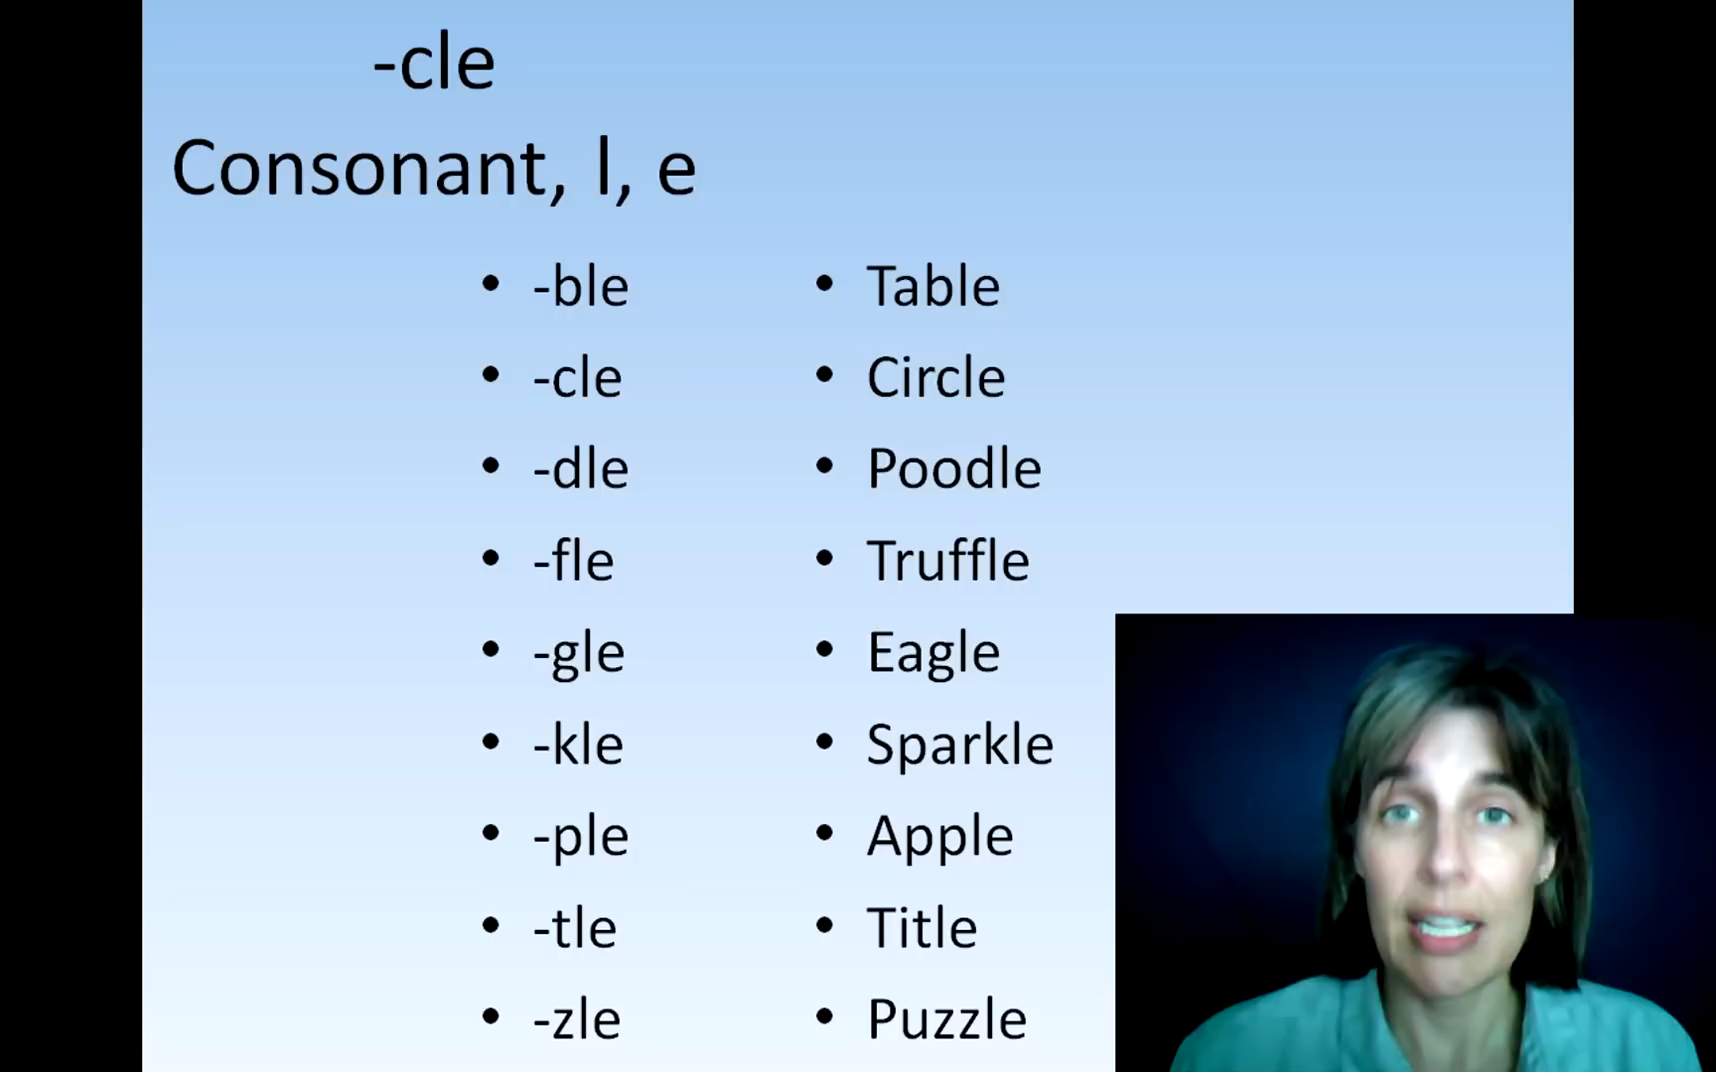 -cle
Consonant, l, e
• -ble
• -cle
• -dle
• -fle
• -gle
• -kle
• -ple
• -tle
• -zle
• Table
• Circle
• Poodle
• Truffle
• Eagle
• Sparkle
• Apple
• Title
• Puzzle